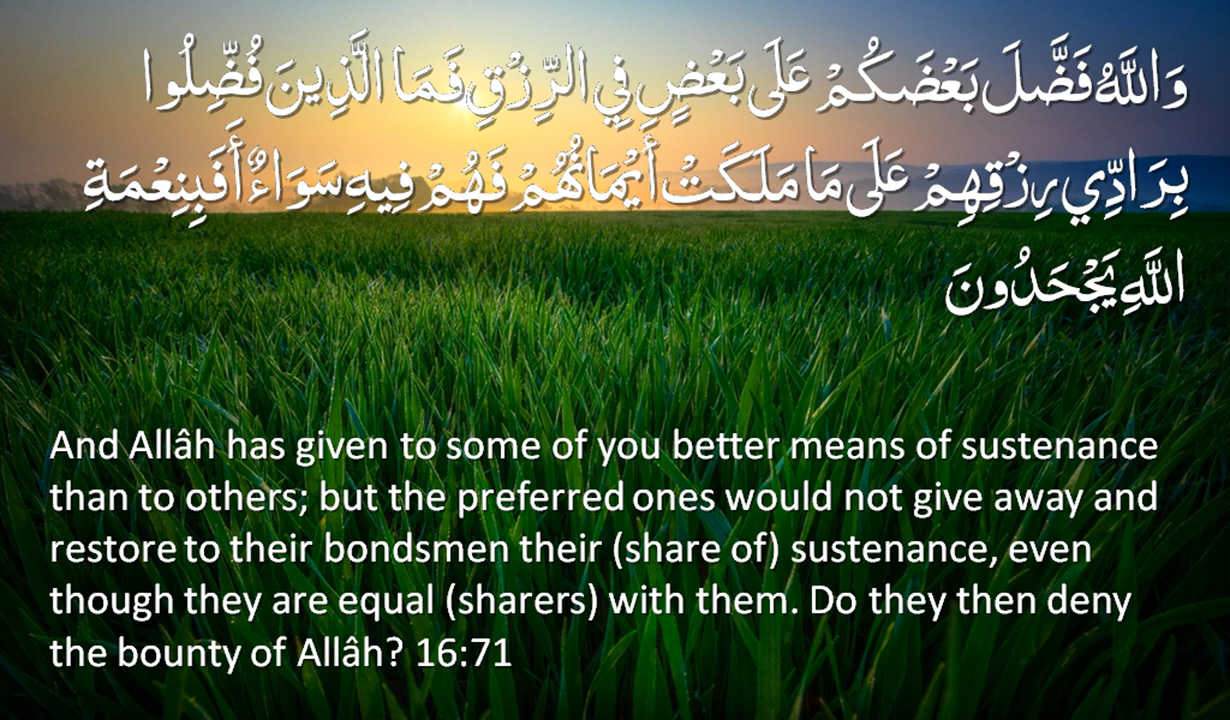 وَاللَّهُ فَضَّلَ بَعْضَكُمْ عَلَى بَعْضٍ فِي الرِّزْقِ فَمَا الَّذِينَ فُضِّلُوا
بِرَادِّي رِزْقِهِمْ عَلَى مَا مَلَكَتْ أَيْمَانُهُمْ فَهُمْ فِيهِ سَوَاءٌ أَفَبِنِعْمَةِ
اللَّهِ يَجْحَدُونَ
And Allâh has given to some of you better means of sustenance
than to others; but the preferred ones would not give away and
restore to their bondsmen their (share of) sustenance, even
though they are equal (sharers) with them. Do they then deny
the bounty of Allâh? 16:71